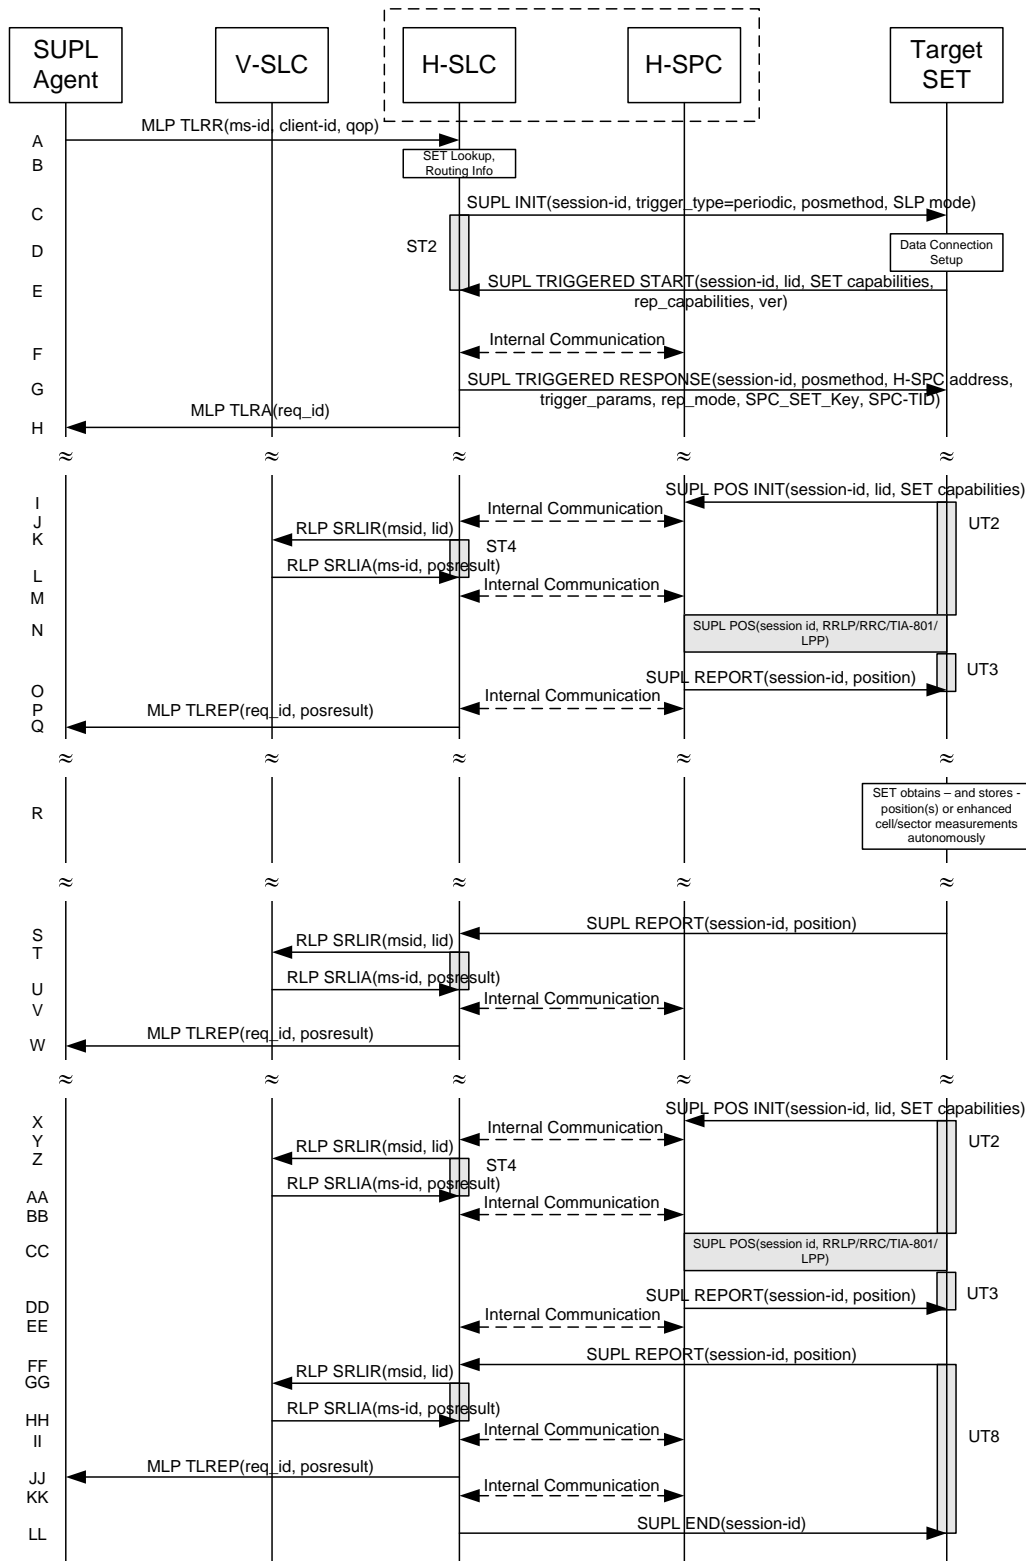 SUPL
Agent
V-SLC
H-SLC
H-SPC
Target
SET
A
MLP TLRR(ms-id, client-id, qop)
B
SET Lookup,
Routing Info
C
SUPL INIT(session-id, trigger_type=periodic, posmethod, SLP mode)
D
ST2
Data Connection
Setup
E
SUPL TRIGGERED START(session-id, lid, SET capabilities,
rep_capabilities, ver)
F
Internal Communication
G
SUPL TRIGGERED RESPONSE(session-id, posmethod, H-SPC address,
trigger_params, rep_mode, SPC_SET_Key, SPC-TID)
H
MLP TLRA(req_id)
≈ ≈ ≈ ≈ ≈
I
SUPL POS INIT(session-id, lid, SET capabilities)
J
Internal Communication
UT2
K
RLP SRLIR(msid, lid)
ST4
L
RLP SRLIA(ms-id, posresult)
M
Internal Communication
N
SUPL POS(session id, RRLP/RRC/TIA-801/
LPP)
O
SUPL REPORT(session-id, position)
UT3
P
Internal Communication
Q
MLP TLREP(req_id, posresult)
≈ ≈ ≈ ≈ ≈
R
SET obtains – and stores -
position(s) or enhanced
cell/sector measurements
autonomously
≈ ≈ ≈ ≈ ≈
S
SUPL REPORT(session-id, position)
T
RLP SRLIR(msid, lid)
U
RLP SRLIA(ms-id, posresult)
V
Internal Communication
W
MLP TLREP(req_id, posresult)
≈ ≈ ≈ ≈ ≈
X
SUPL POS INIT(session-id, lid, SET capabilities)
Y
Internal Communication
UT2
Z
RLP SRLIR(msid, lid)
ST4
AA
RLP SRLIA(ms-id, posresult)
BB
Internal Communication
CC
SUPL POS(session id, RRLP/RRC/TIA-801/
LPP)
DD
SUPL REPORT(session-id, position)
UT3
EE
Internal Communication
FF
SUPL REPORT(session-id, position)
GG
RLP SRLIR(msid, lid)
HH
RLP SRLIA(ms-id, posresult)
II
Internal Communication
UT8
JJ
MLP TLREP(req_id, posresult)
KK
Internal Communication
LL
SUPL END(session-id)